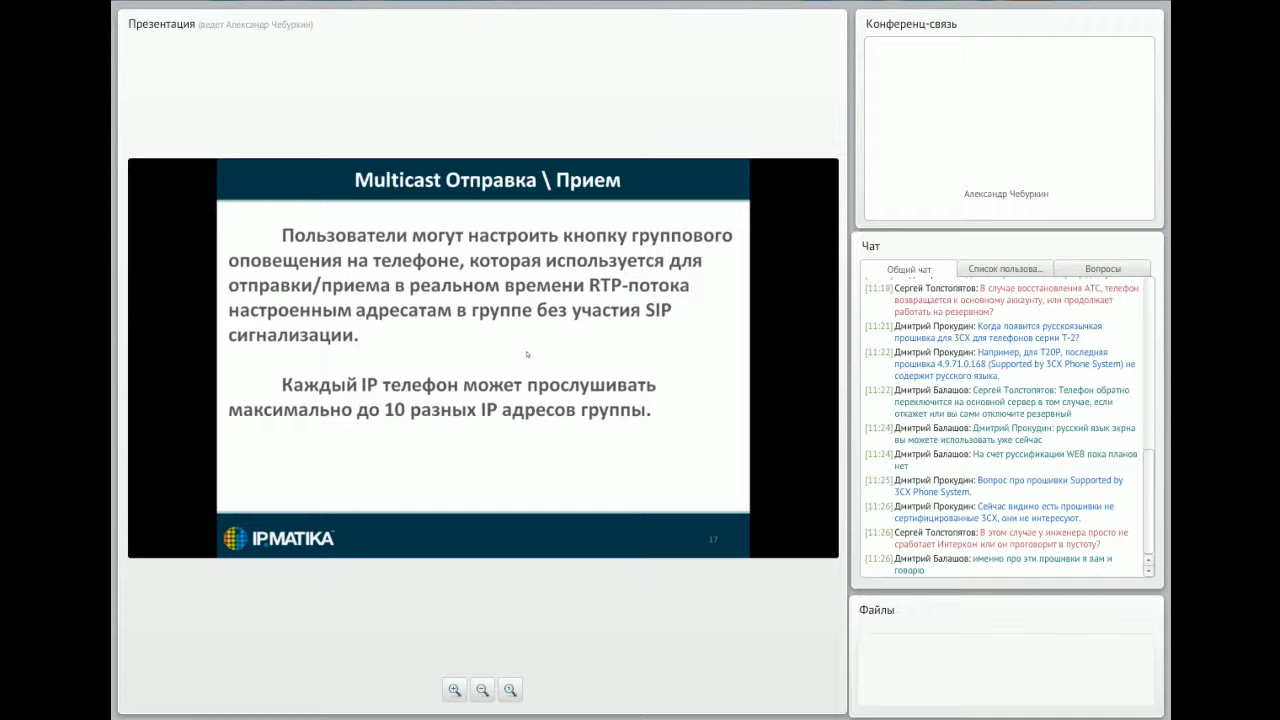 Презентация (ведет Александр Чебуркин)
Multicast Отправка \ Прием
Пользователи могут настроить кнопку группового
оповещения на телефоне, которая используется для
отправки/приема в реальном времени RTP-потока
настроенным адресатам в группе без участия SIP
сигнализации.
Каждый IP телефон может прослушивать
максимально до 10 разных IP адресов группы.
IPMATIKA
17
Конференц-связь
Александр Чебуркин
Чат
Общий чат
Список пользова...
Вопросы
[11:18] Сергей Толстопятов: В случае восстановления АТС, телефон
возвращается к основному аккаунту, или продолжает
работать на резервном?
[11:21] Дмитрий Прокудин: Когда появится русскоязычкая
прошивка для 3CX для телефонов серии Т-2?
[11:22] Дмитрий Прокудин: Например, для T20P, последняя
прошивка 4.9.71.0.168 (Supported by 3CX Phone System) не
содержит русского языка.
[11:22] Дмитрий Балашов: Сергей Толстопятов: Телефон обратно
переключится на основной сервер в том случае, если
откажет или вы сами отключите резервный
[11:24] Дмитрий Балашов: Дмитрий Прокудин: русский язык экрна
вы можете использовать уже сейчас
[11:24] Дмитрий Балашов: На счет руссификации WEB пока планов
нет
[11:25] Дмитрий Прокудин: Вопрос про прошивки Supported by
3CX Phone System.
[11:26] Дмитрий Прокудин: Сейчас видимо есть прошивки не
сертифицированные 3CX, они не интересуют.
[11:26] Сергей Толстопятов: В этом случае у инженера просто не
сработает Интерком или он проговорит в пустоту?
[11:26] Дмитрий Балашов: именно про эти прошивки я вам и
говорю
Файлы